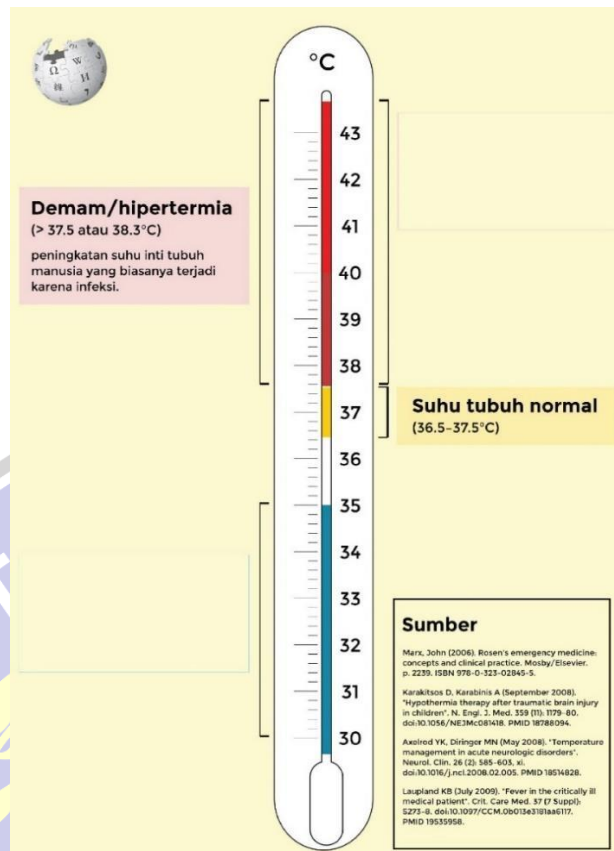 °C
43
42
41
40
39
38
37
36
35
34
33
32
31
30
Demam/hipertermia
(> 37.5 atau 38.3°C)
peningkatan suhu inti tubuh
manusia yang biasanya terjadi
karena infeksi.
Suhu tubuh normal
(36.5–37.5°C)
Sumber
Marx, John (2006). Rosen's emergency medicine:
concepts and clinical practice. Mosby/Elsevier.
p. 2239. ISBN 978-0-323-02845-5.
Karakitsos D, Karabinis A (September 2008).
"Hypothermia therapy after traumatic brain injury
in children". N. Engl. J. Med. 359 (11): 1179–80.
doi:10.1056/NEJMc081418. PMID 18788094.
Axelrod YK, Diringer MN (May 2008). "Temperature
management in acute neurologic disorders".
Neurol. Clin. 26 (2): 585–603, xi.
doi:10.1016/j.ncl.2008.02.005. PMID 18514828.
Laupland KB (July 2009). "Fever in the critically ill
medical patient". Crit. Care Med. 37 (7 Suppl):
S273–8. doi:10.1097/CCM.0b013e3181aa6117.
PMID 19535958.